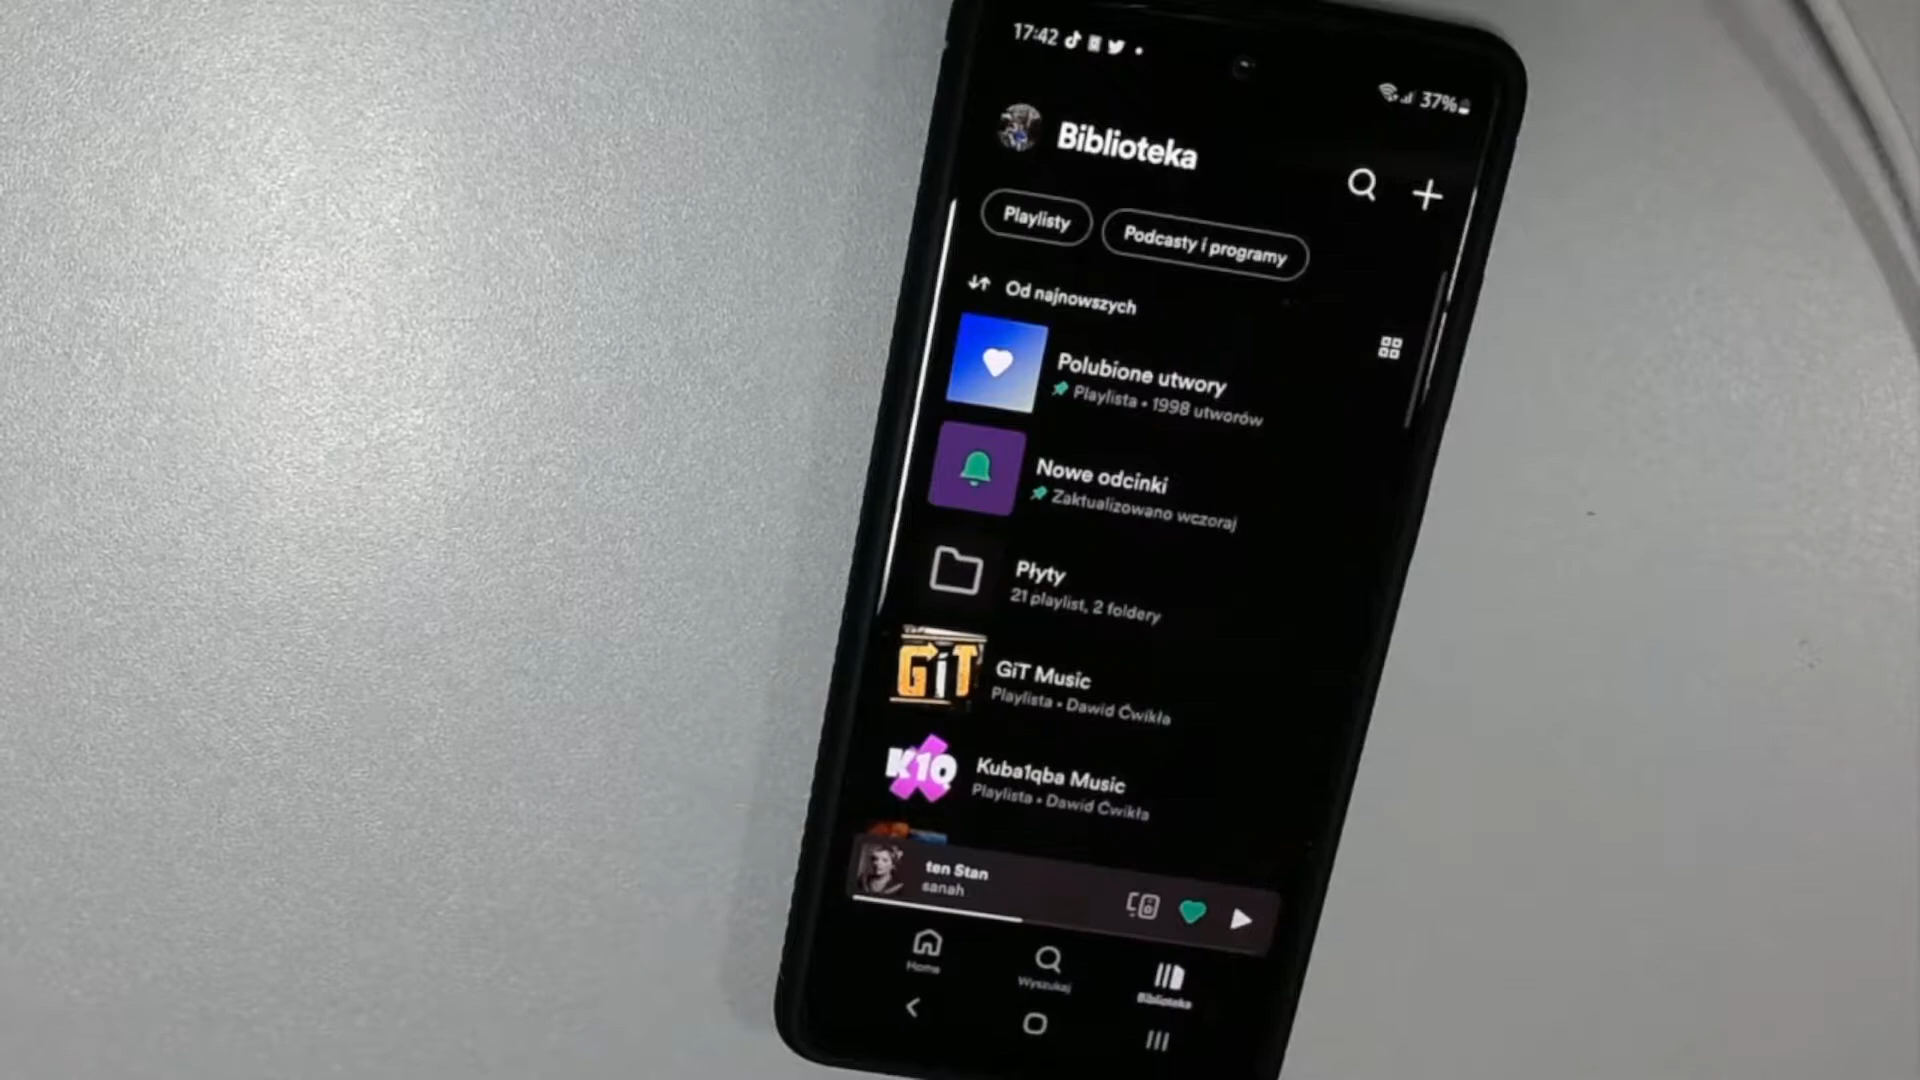 17:42
37%
Biblioteka
Playlisty
Podcasty i programy
Od najnowszych
Polubione utwory
Playlista • 1998 utworów
Nowe odcinki
Zaktualizowano wczoraj
Płyty
21 playlist, 2 foldery
GiT
GiT Music
Playlista • Dawid Ćwikła
K1Q
Kuba1qba Music
Playlista • Dawid Ćwikła
ten Stan
sanah
Home
Wyszukaj
Biblioteka